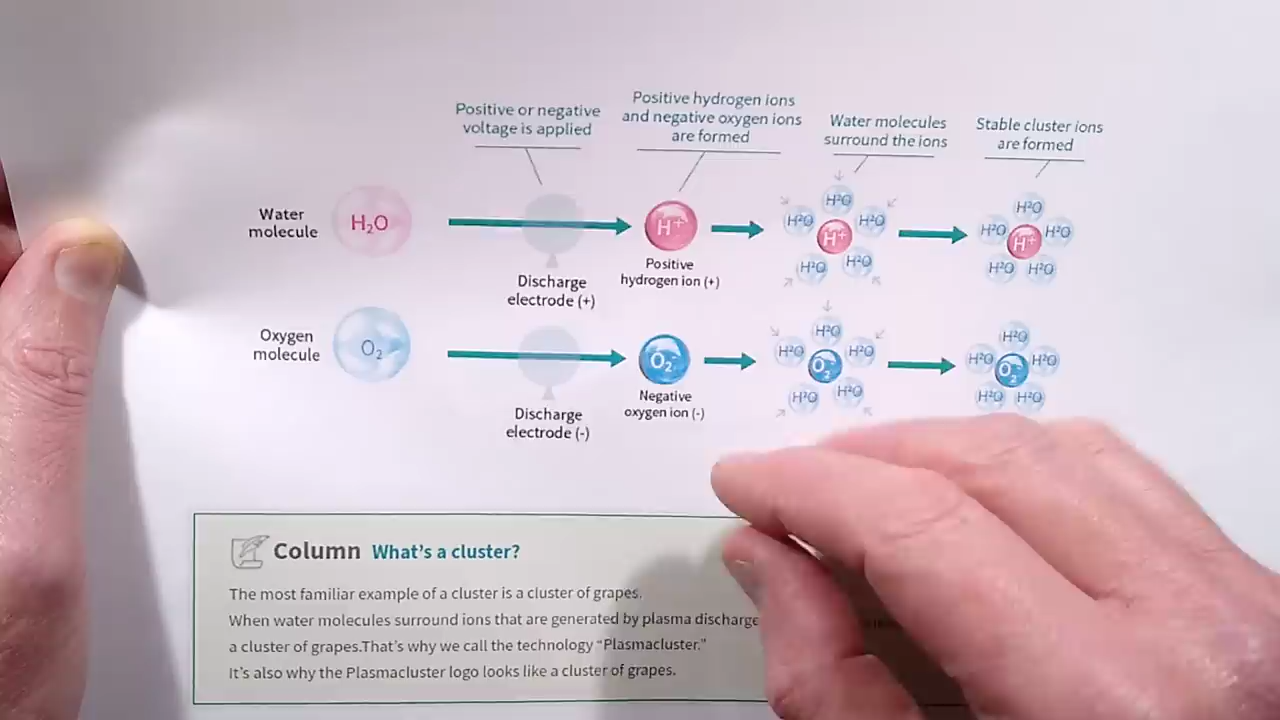 Positive or negative
voltage is applied
Positive hydrogen ions
and negative oxygen ions
are formed
Water molecules
surround the ions
Stable cluster ions
are formed
Water
molecule
H₂O
Discharge
electrode (+)
H⁺
Positive
hydrogen ion (+)
H²O
H²O
H²O
H⁺
H²O
H²O
H²O
H²O
H²O
H⁺
H²O
H²O
Oxygen
molecule
O₂
Discharge
electrode (-)
O₂⁻
Negative
oxygen ion (-)
H²O
H²O
H²O
O₂⁻
H²O
H²O
H²O
H²O
H²O
O₂⁻
H²O
H²O
Column What's a cluster?
The most familiar example of a cluster is a cluster of grapes.
When water molecules surround ions that are generated by plasma discharge
a cluster of grapes.That's why we call the technology “Plasmacluster.”
It's also why the Plasmacluster logo looks like a cluster of grapes.